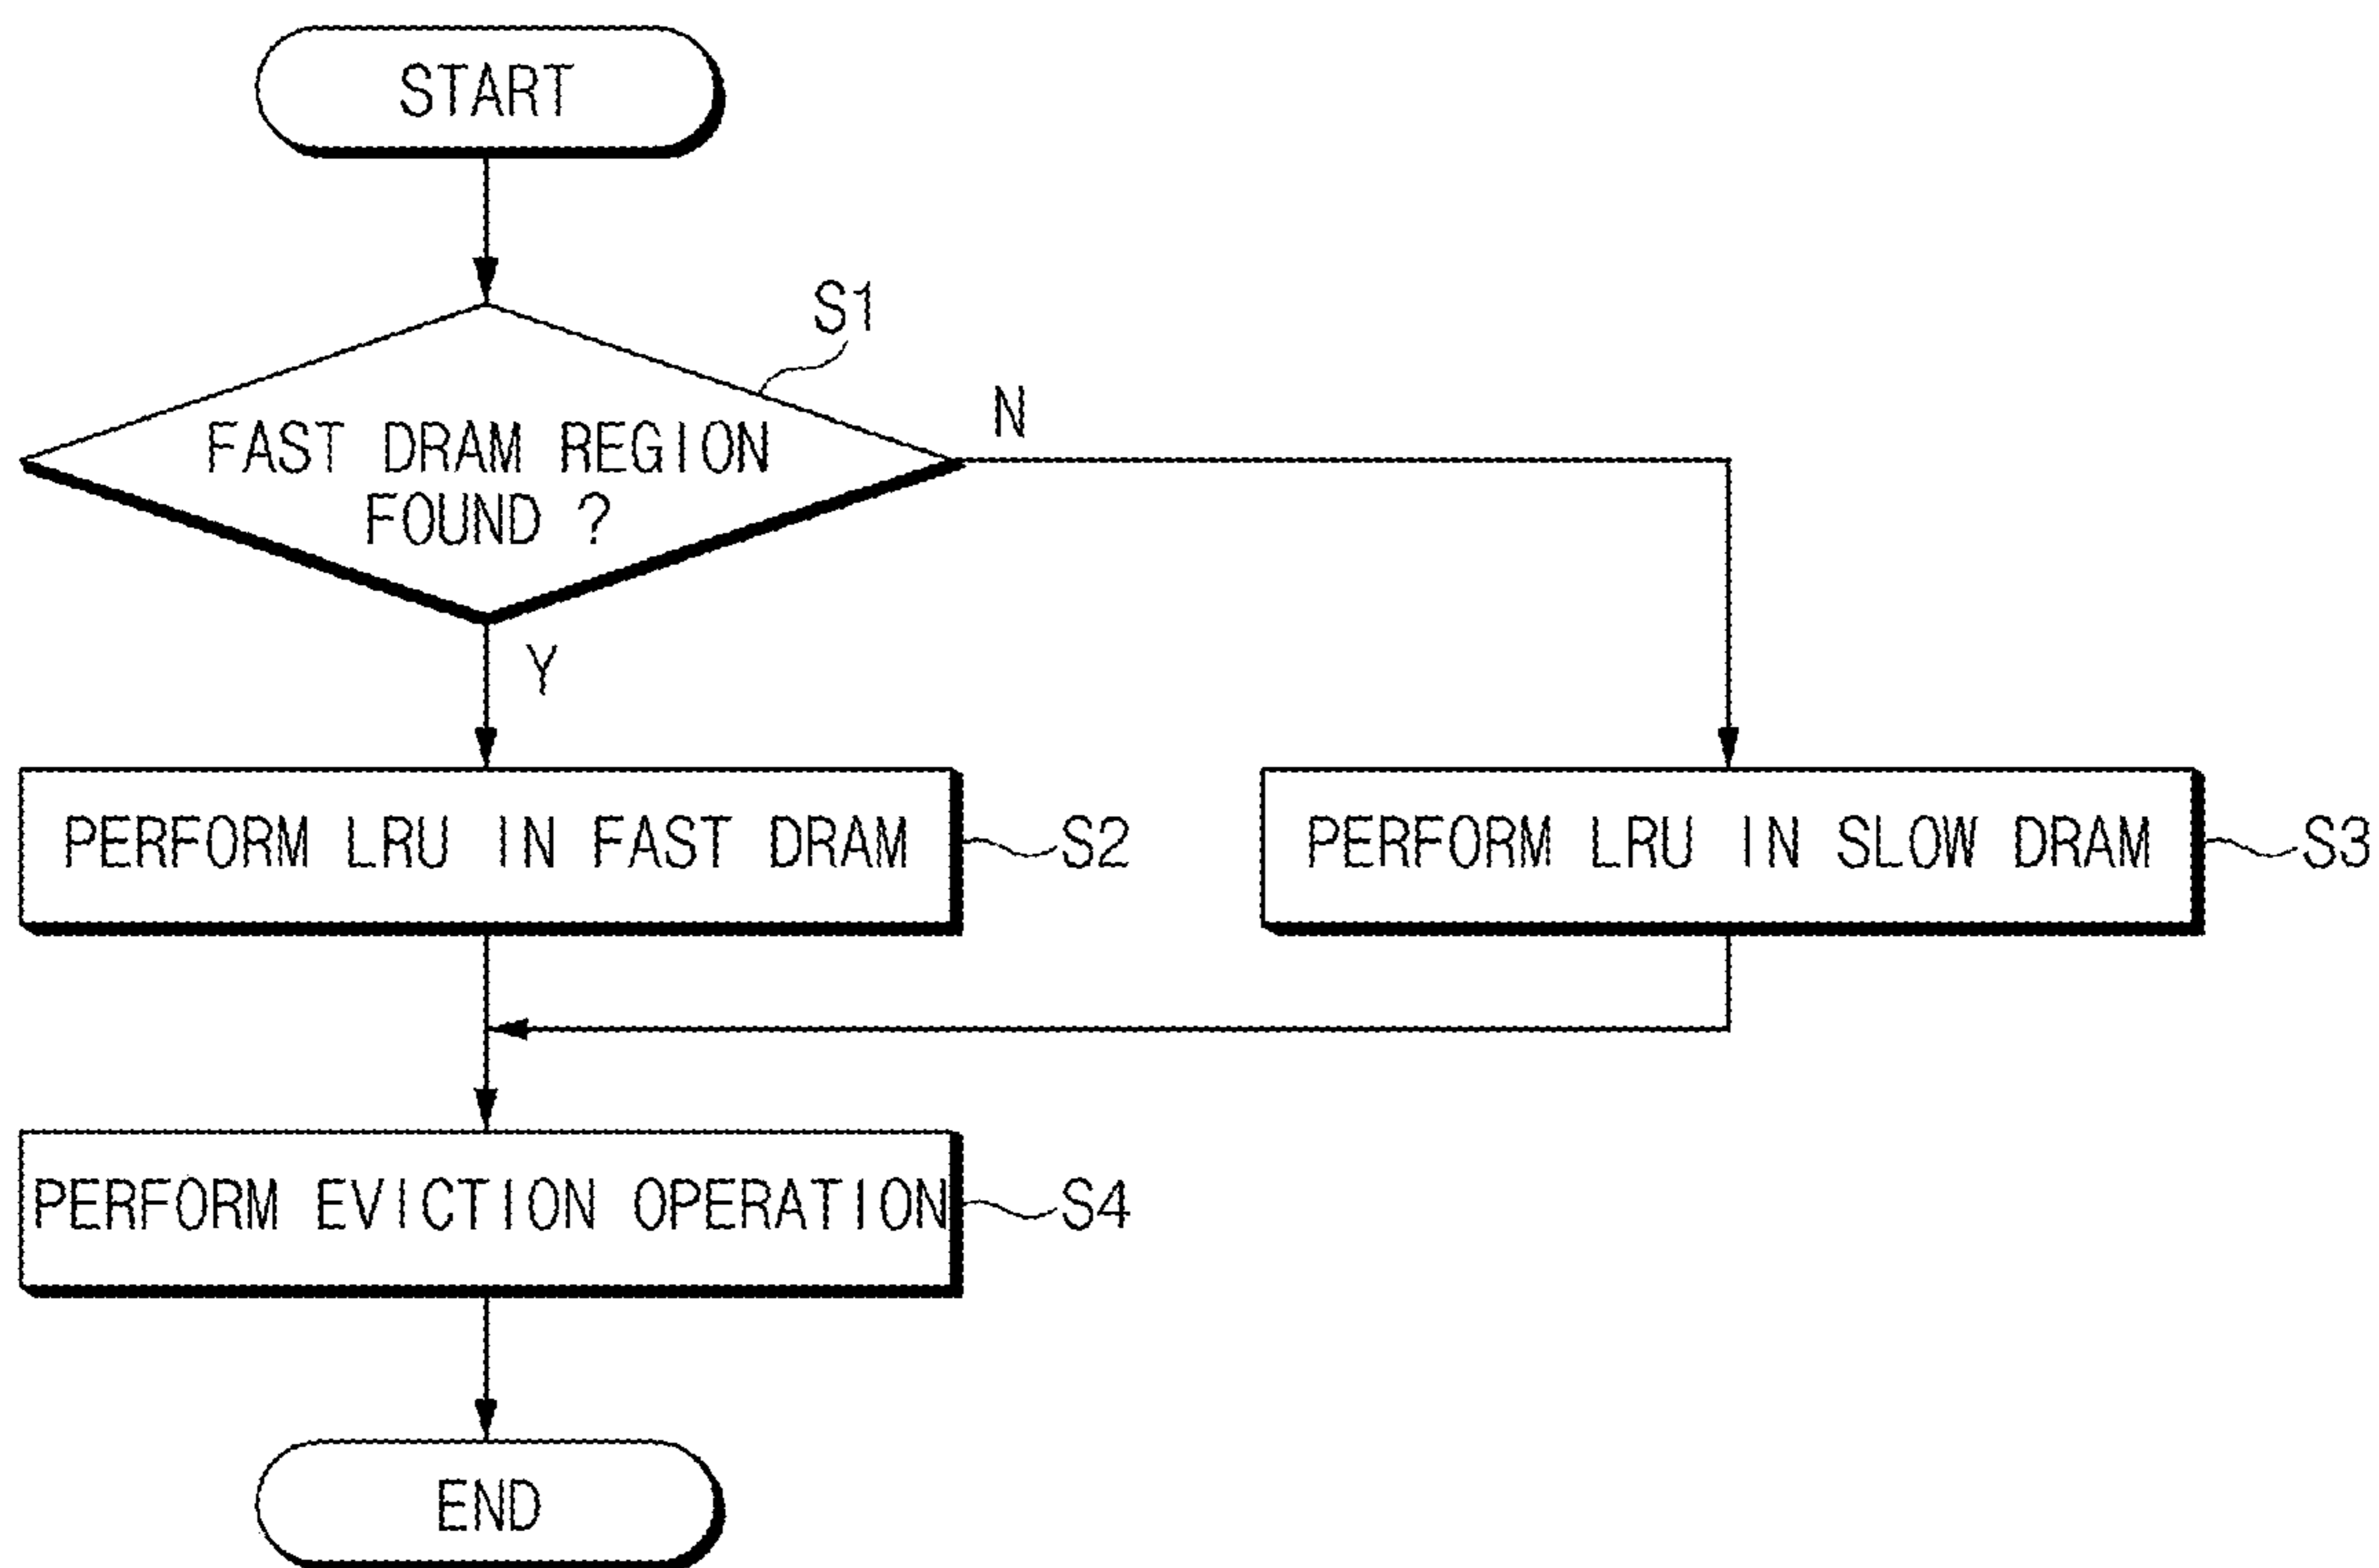 START
S1
N
FAST DRAM REGION
FOUND ?
Y
PERFORM LRU IN FAST DRAM
S2
PERFORM LRU IN SLOW DRAM
S3
PERFORM EVICTION OPERATION
S4
END